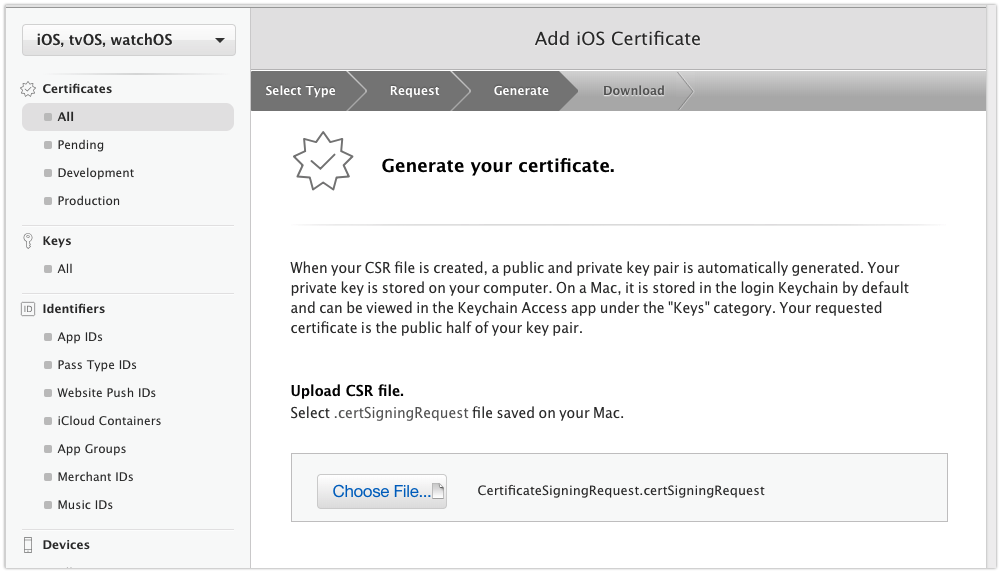 iOS, tvOS, watchOS
Certificates
All
Pending
Development
Production
Keys
All
ID Identifiers
App IDs
Pass Type IDs
Website Push IDs
iCloud Containers
App Groups
Merchant IDs
Music IDs
Devices
Add iOS Certificate
Select Type Request Generate Download
Generate your certificate.
When your CSR file is created, a public and private key pair is automatically generated. Your
private key is stored on your computer. On a Mac, it is stored in the login Keychain by default
and can be viewed in the Keychain Access app under the "Keys" category. Your requested
certificate is the public half of your key pair.
Upload CSR file.
Select .certSigningRequest file saved on your Mac.
Choose File... CertificateSigningRequest.certSigningRequest